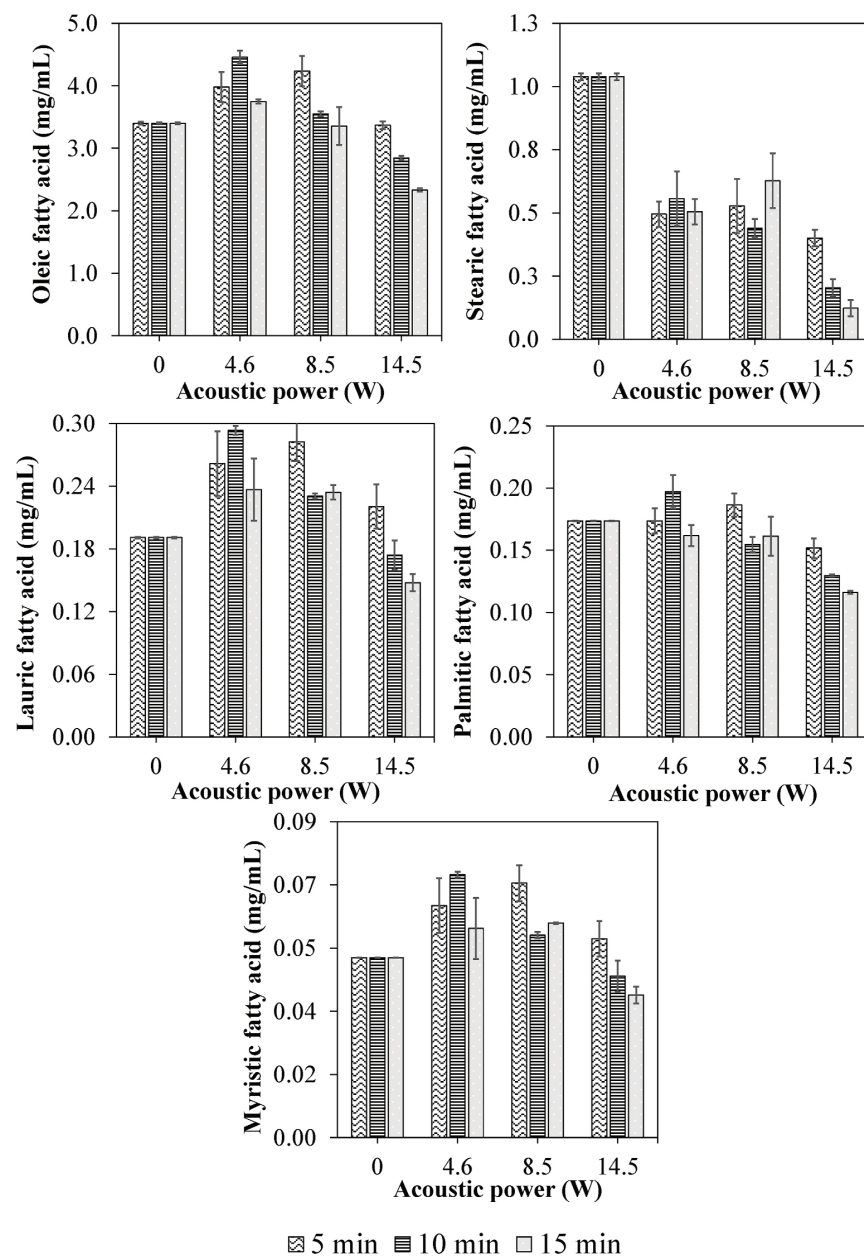 Oleic fatty acid (mg/mL)
5.0
4.0
3.0
2.0
1.0
0.0
0 4.6 8.5 14.5
Acoustic power (W)
Stearic fatty acid (mg/mL)
1.3
1.0
0.8
0.5
0.3
0.0
0 4.6 8.5 14.5
Acoustic power (W)
Lauric fatty acid (mg/mL)
0.30
0.24
0.18
0.12
0.06
0.00
0 4.6 8.5 14.5
Acoustic power (W)
Palmitic fatty acid (mg/mL)
0.25
0.20
0.15
0.10
0.05
0.00
0 4.6 8.5 14.5
Acoustic power (W)
Myristic fatty acid (mg/mL)
0.09
0.07
0.05
0.04
0.02
0.00
0 4.6 8.5 14.5
Acoustic power (W)
5 min 10 min 15 min